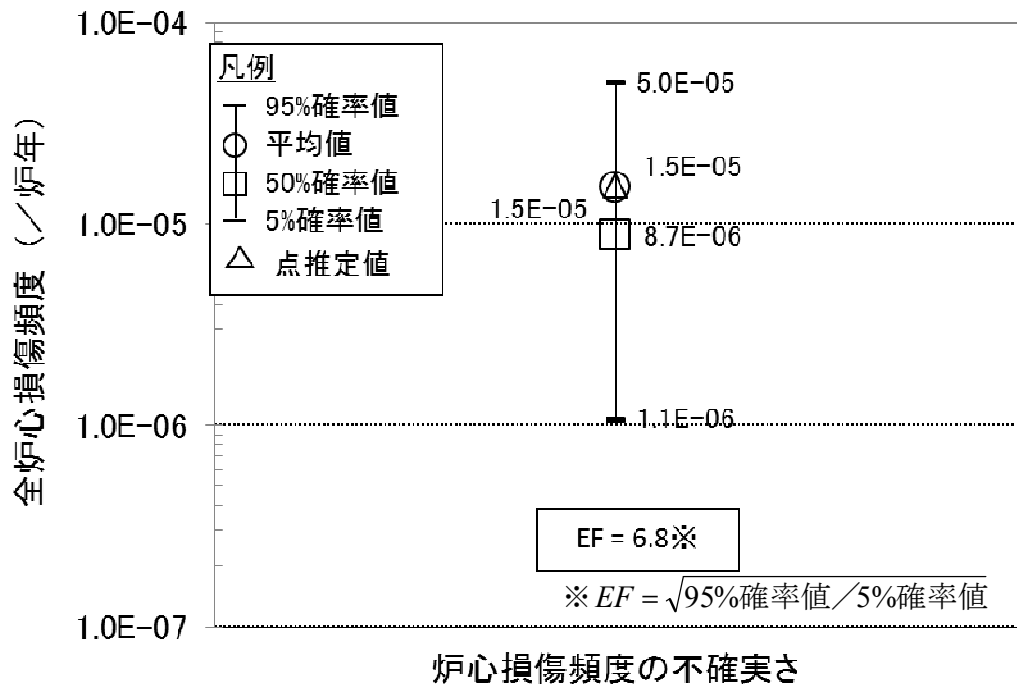 1.0E-04
1.0E-05
1.0E-06
1.0E-07
全炉心損傷頻度(/炉年)
凡例
95%確率値
平均値
50%確率値
5%確率値
点推定値
5.0E-05
1.5E-05
1.5E-05
8.7E-06
1.1E-06
EF = 6.8※
※ EF = √95%確率値/5%確率値
炉心損傷頻度の不確実さ